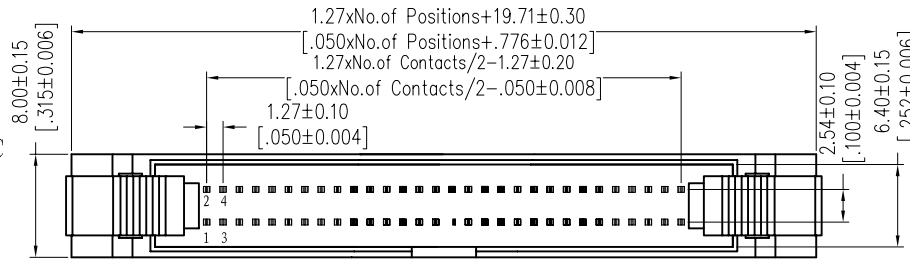 1.27xNo.of Positions+19.71±0.30
[.050xNo.of Positions+.776±0.012]
1.27xNo.of Contacts/2-1.27±0.20
[.050xNo.of Contacts/2-.050±0.008]
1.27±0.10
[.050±0.004]
8.00±0.15
[.315±0.006]
2.54±0.10
[.100±0.004]
6.40±0.15
[.252±0.006]
2 4
1 3